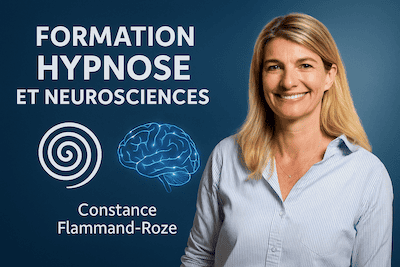 FORMATION
HYPNOSE
ET NEUROSCIENCES
Constance
Flammand-Roze